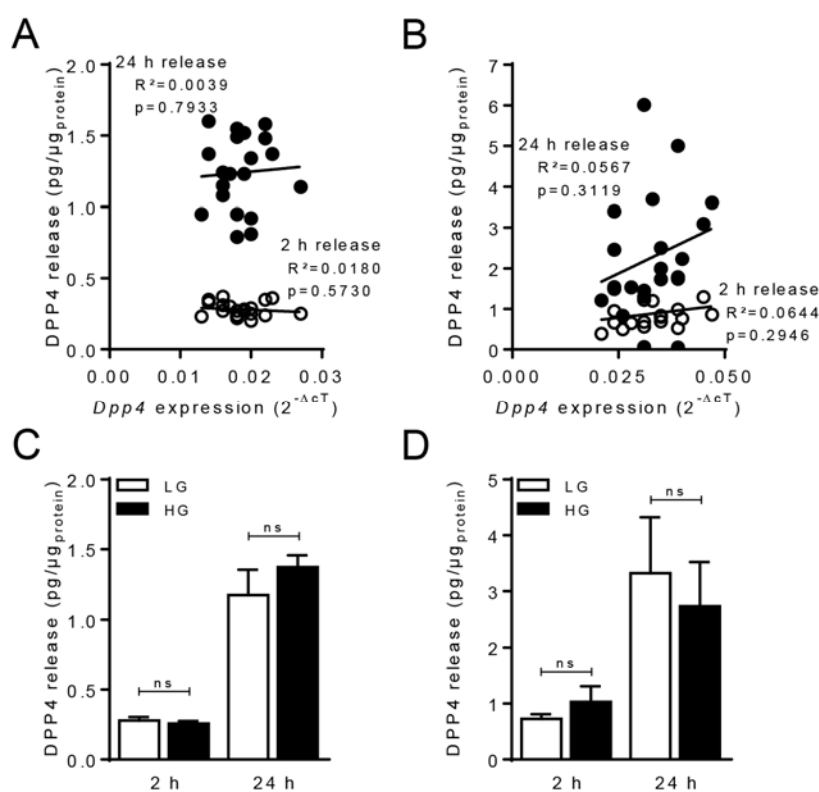 A
24 h release
R²=0.0039
p=0.7933
2 h release
R²=0.0180
p=0.5730
DPP4 release (pg/µgprotein)
2.0
1.5
1.0
0.5
0.0
0.00 0.01 0.02 0.03
Dpp4 expression (2-ΔcT)
B
24 h release
R²=0.0567
p=0.3119
2 h release
R²=0.0644
p=0.2946
DPP4 release (pg/µgprotein)
7
6
5
4
3
2
1
0
0.000 0.025 0.050
Dpp4 expression (2-ΔcT)
C
LG
HG
ns
ns
DPP4 release (pg/µgprotein)
2.0
1.5
1.0
0.5
0.0
2 h 24 h
D
LG
HG
ns
ns
DPP4 release (pg/µgprotein)
5
4
3
2
1
0
2 h 24 h